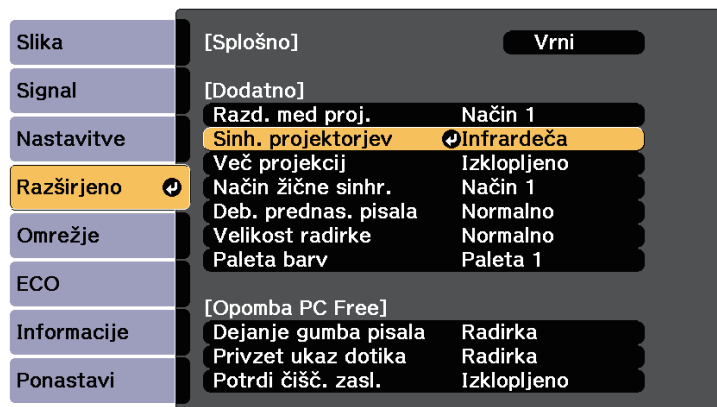 Slika
Signal
Nastavitve
Razširjeno
Omrežje
ECO
Informacije
Ponastavi
[Splošno] Vrni
[Dodatno]
Razd. med proj. Način 1
Sinh. projektorjev Infrardeča
Več projekcij Izklopljeno
Način žične sinhr. Način 1
Deb. prednas. pisala Normalno
Velikost radirke Normalno
Paleta barv Paleta 1
[Opomba PC Free]
Dejanje gumba pisala Radirka
Privzet ukaz dotika Radirka
Potrdi čišč. zasl. Izklopljeno